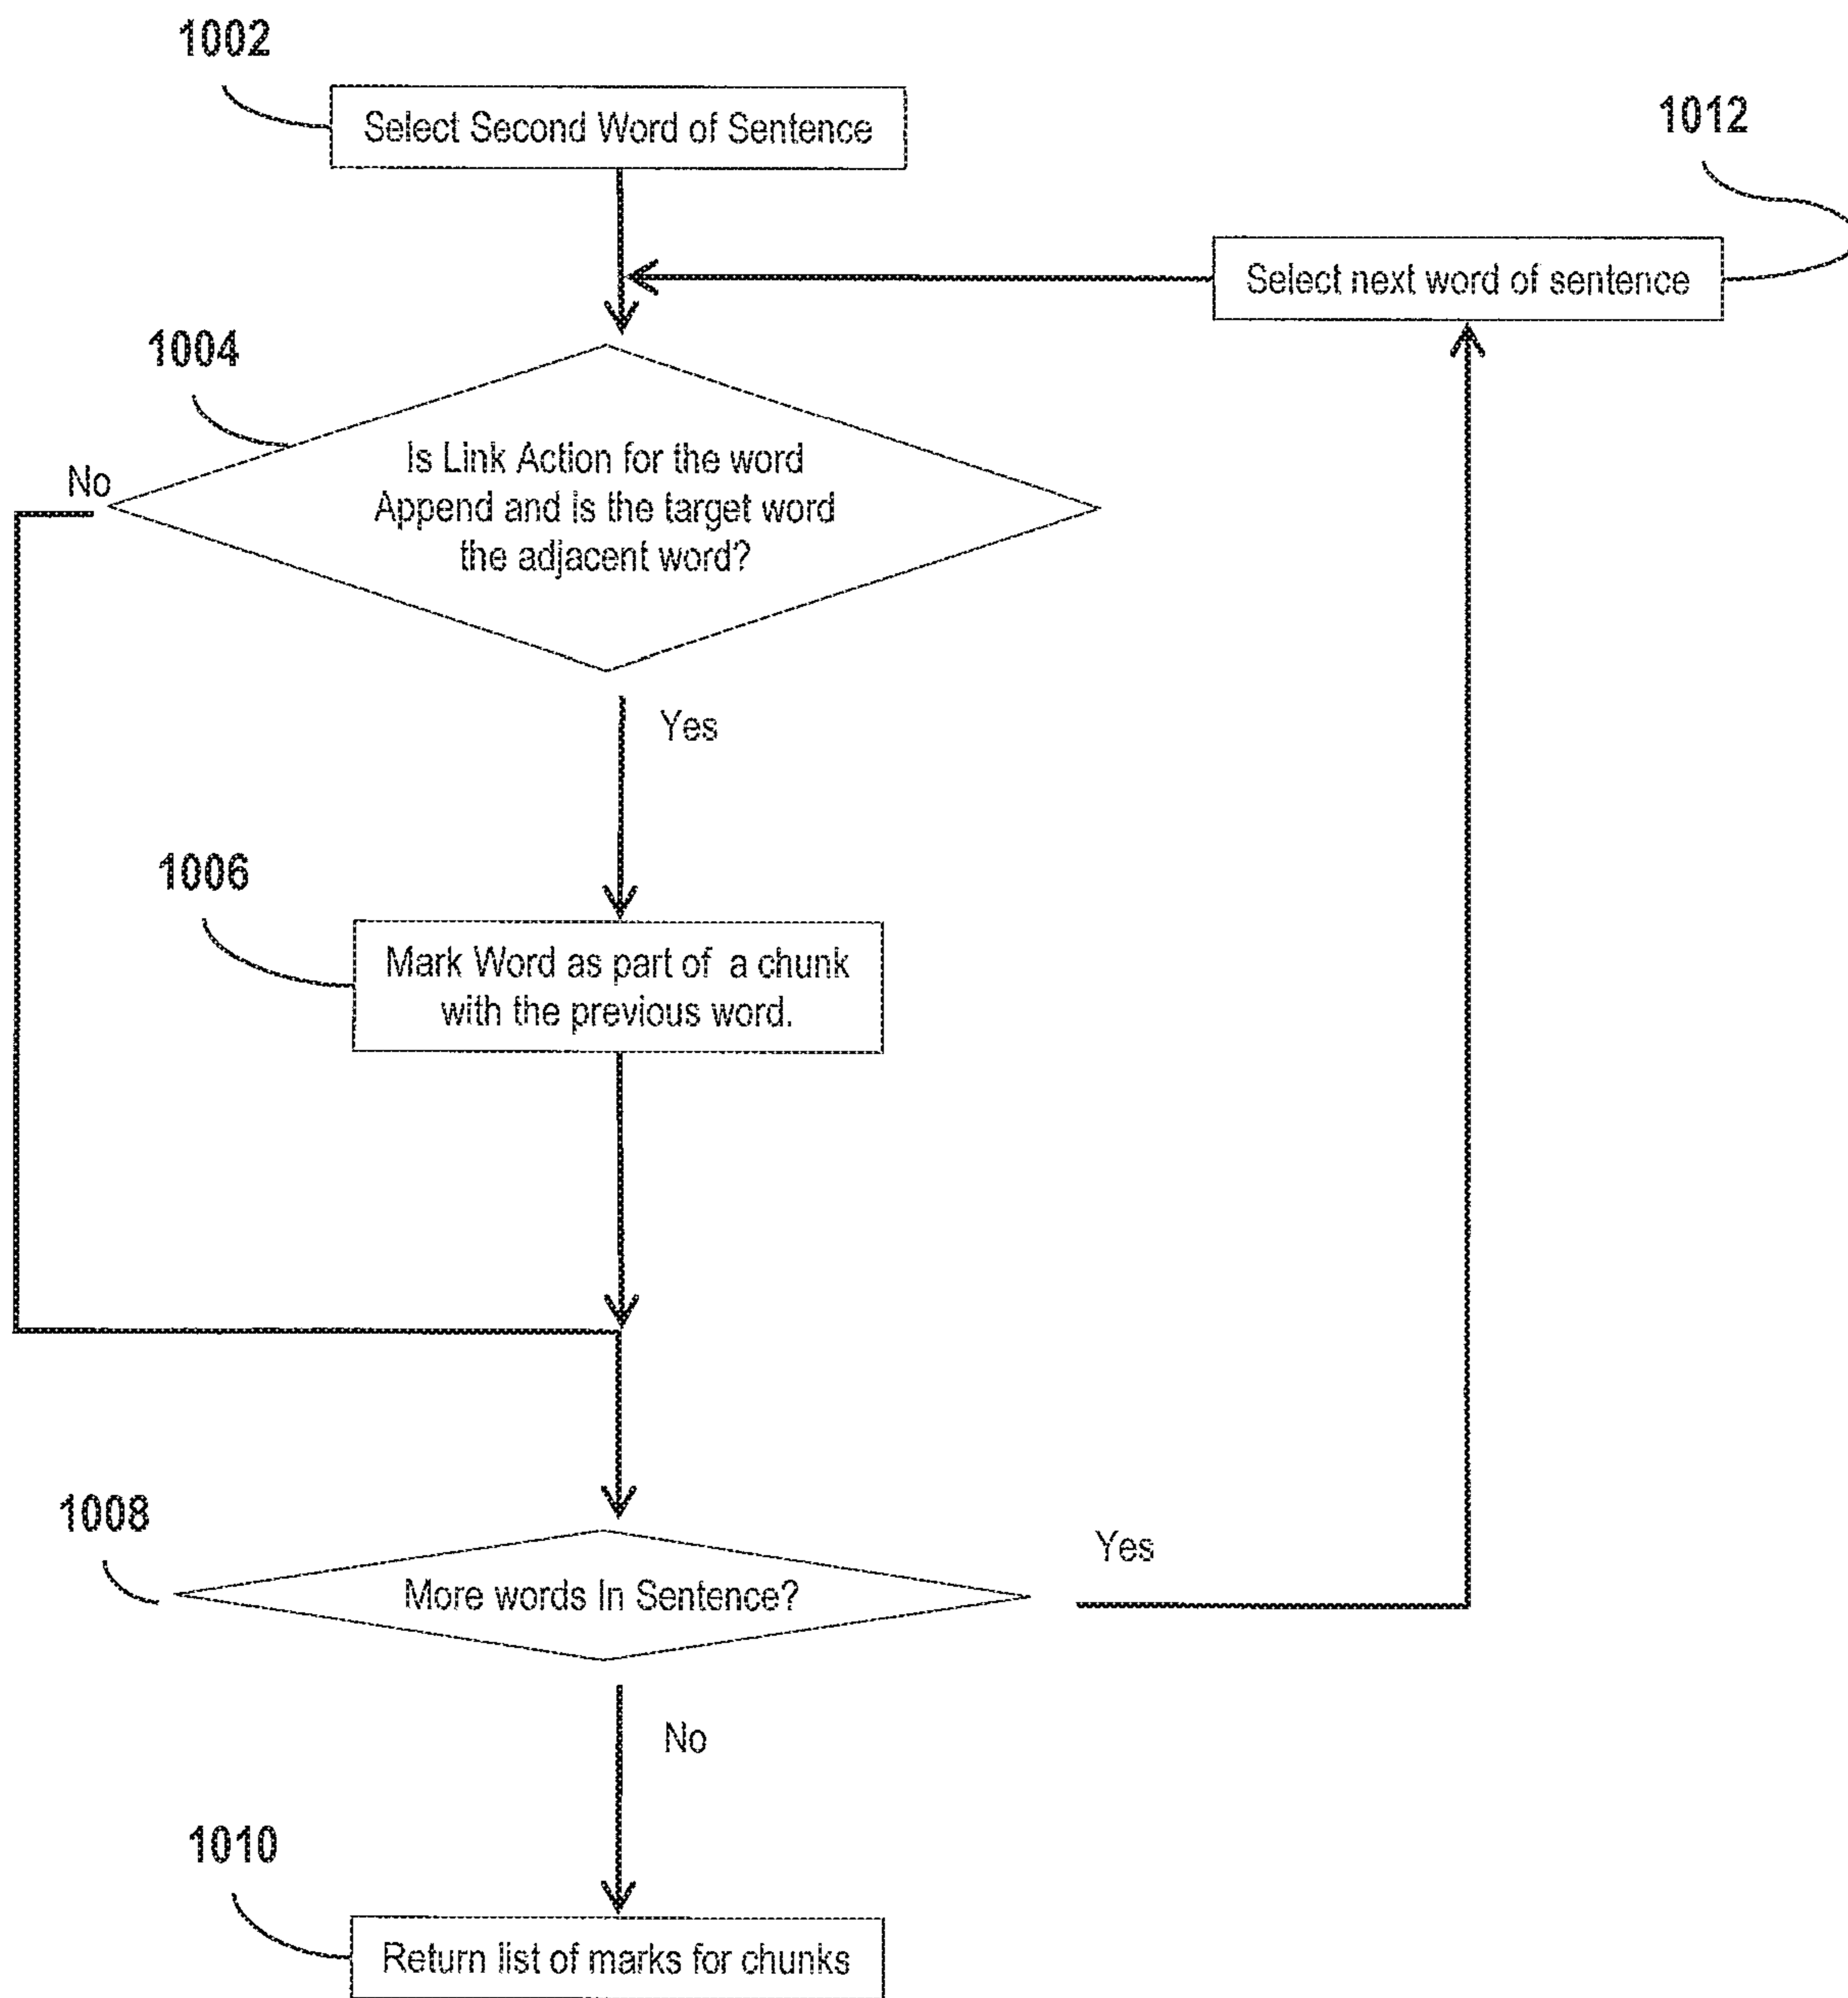 1002
Select Second Word of Sentence
1012
Select next word of sentence
1004
No
Is Link Action for the word
Append and is the target word
the adjacent word?
Yes
1006
Mark Word as part of a chunk
with the previous word.
1008
More words In Sentence?
Yes
No
1010
Return list of marks for chunks